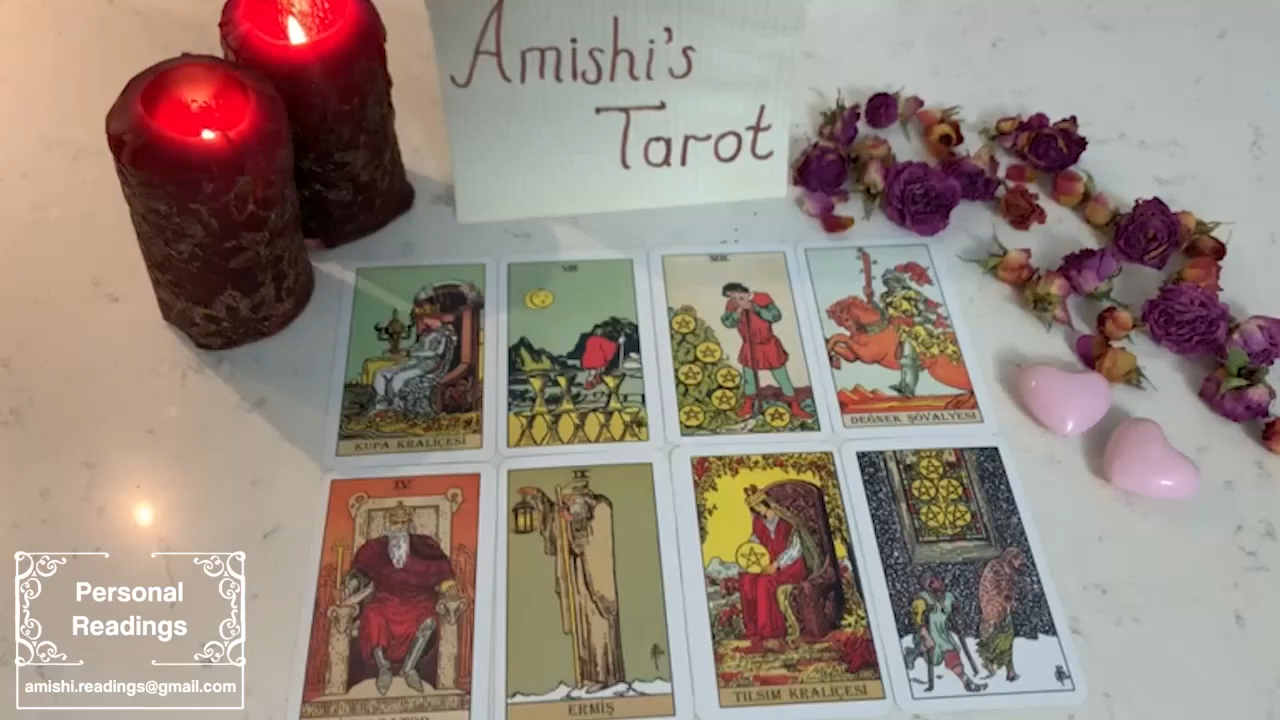 Amishi's
Tarot
KUPA KRALİÇESİ
VIII
DEĞNEK ŞÖVALYESİ
IV.
IX
ERMİŞ
TILSIM KRALİÇESİ
Personal
Readings
amishi.readings@gmail.com